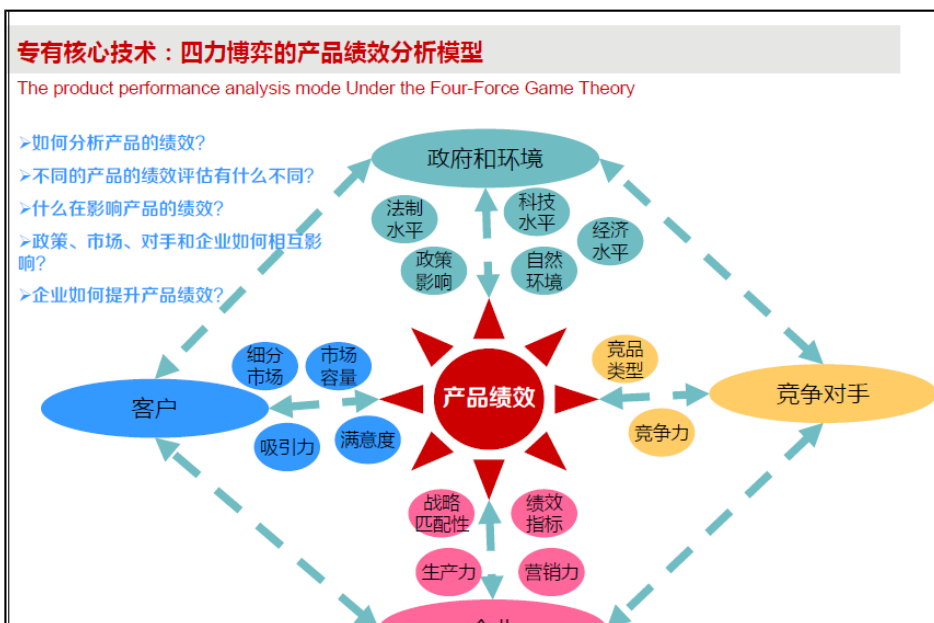 专有核心技术：四力博弈的产品绩效分析模型
The product performance analysis mode Under the Four-Force Game Theory
➢如何分析产品的绩效?
➢不同的产品的绩效评估有什么不同?
➢什么在影响产品的绩效?
➢政策、市场、对手和企业如何相互影
响?
➢企业如何提升产品绩效?
政府和环境
法制
水平
科技
水平
经济
水平
政策
影响
自然
环境
细分
市场
市场
容量
客户
吸引力
满意度
产品绩效
竞品
类型
竞争对手
竞争力
战略
匹配性
绩效
指标
生产力
营销力